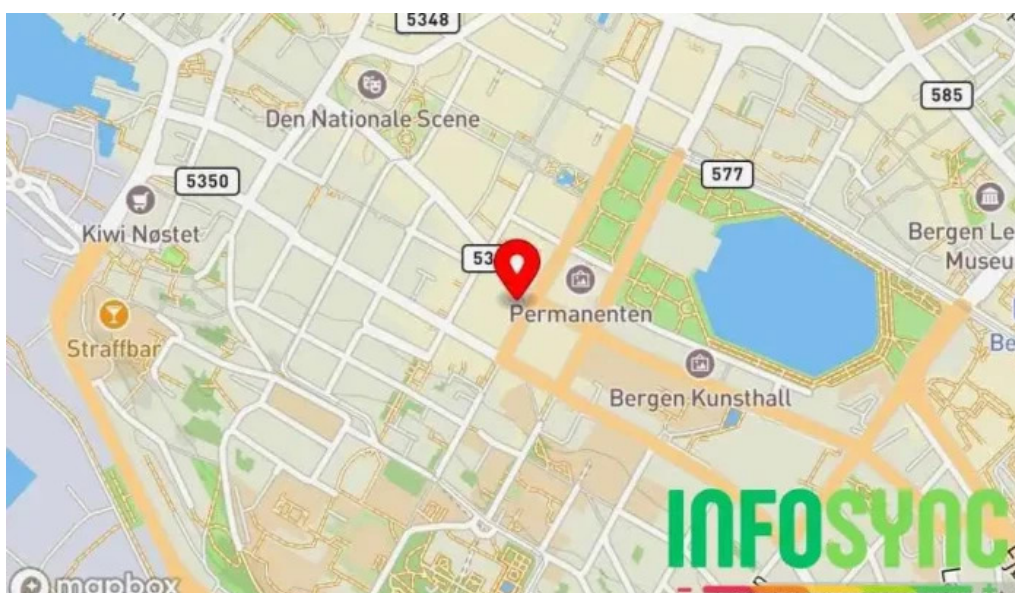 5348
585
Den Nationale Scene
577
5350
Kiwi Nøstet
Bergen Le
Museu
53
Permanenten
Straffbar
Be
Bergen Kunsthall
INFOSYNC
mapbox